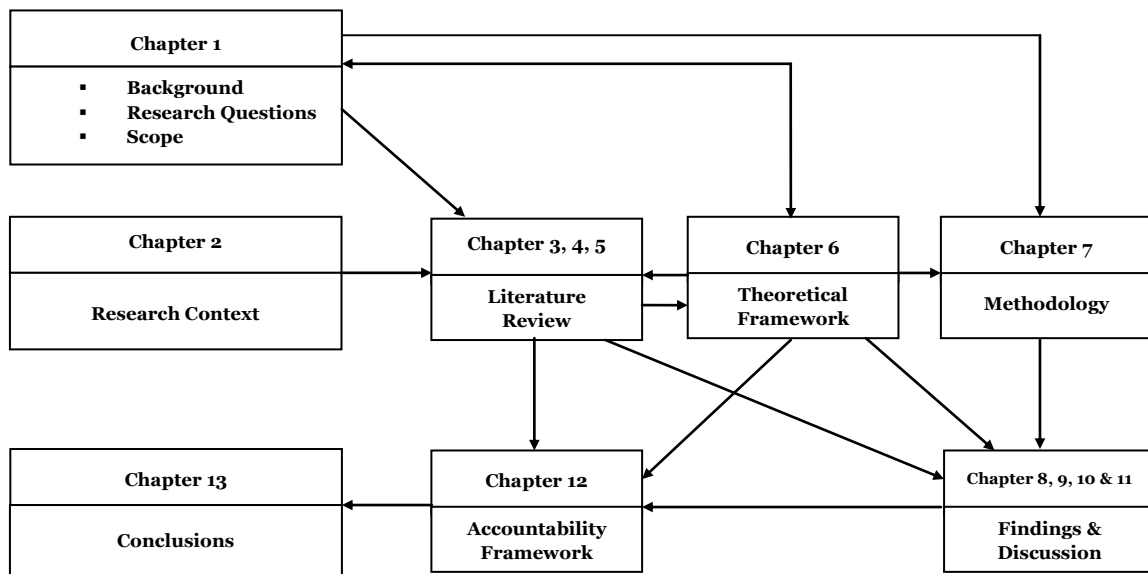 Chapter 1
▪ Background
▪ Research Questions
▪ Scope
Chapter 2
Research Context
Chapter 3, 4, 5
Literature
Review
Chapter 6
Theoretical
Framework
Chapter 7
Methodology
Chapter 13
Conclusions
Chapter 12
Accountability
Framework
Chapter 8, 9, 10 & 11
Findings &
Discussion